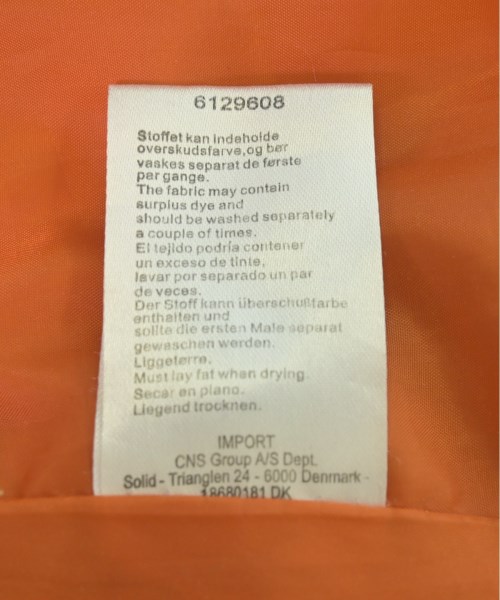 6129608
Stoffet kan indeholde
overskudsfarve,og bør
vaskes separat de første
par gange.
The fabric may contain
surplus dye and
should be washed separately
a couple of times.
El tejido podría contener
un exceso de tinte,
lavar por separado un par
de veces.
Der Stoff kann überschußfarbe
enthalten und
sollte die ersten Male separat
gewaschen werden.
Liggetørre.
Must lay fat when drying.
Secar en plano.
Liegend trocknen.
IMPORT
CNS Group A/S Dept.
Solid - Trianglen 24 - 6000 Denmark -
18680181 DK